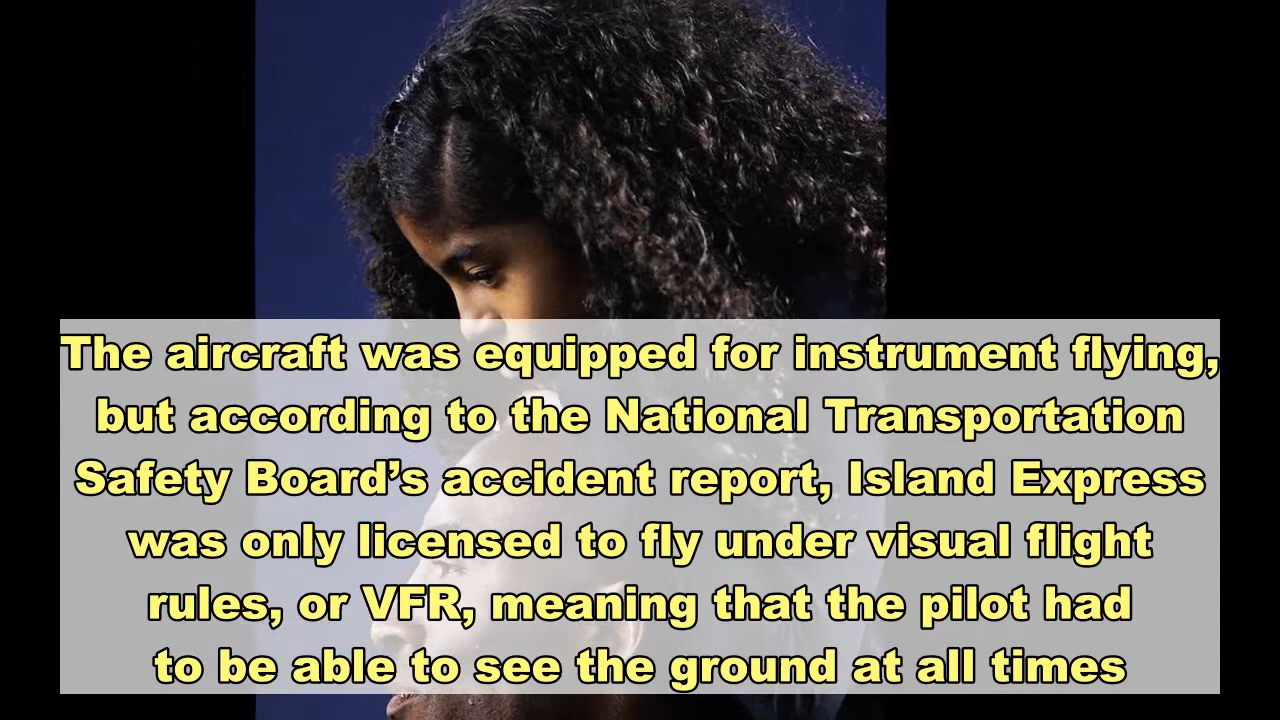 The aircraft was equipped for instrument flying,
but according to the National Transportation
Safety Board’s accident report, Island Express
was only licensed to fly under visual flight
rules, or VFR, meaning that the pilot had
to be able to see the ground at all times